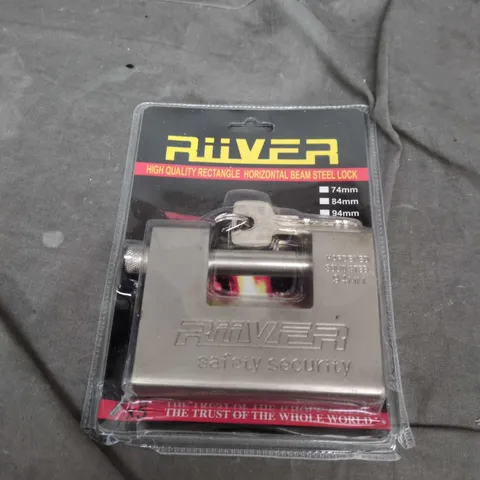 RiiVER
HIGH QUALITY RECTANGLE HORIZONTAL BEAM STEEL LOCK
74mm
84mm
94mm
RiiVER
safety security
THE TRUST OF THE WHOLE WORLD